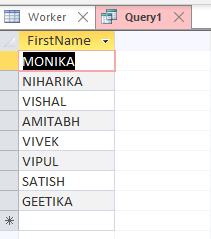 Worker Query1
FirstName
MONIKA
NIHARIKA
VISHAL
AMITABH
VIVEK
VIPUL
SATISH
GEETIKA